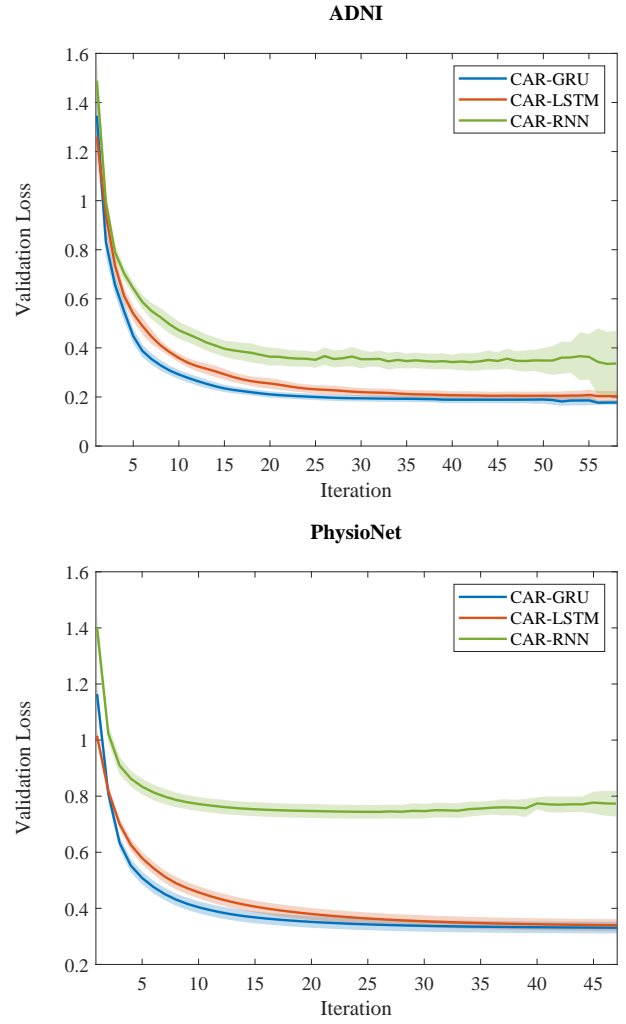 ADNI
1.6
1.4
1.2
1
0.8
0.6
0.4
0.2
0
Validation Loss
CAR-GRU
CAR-LSTM
CAR-RNN
5 10 15 20 25 30 35 40 45 50 55
Iteration
PhysioNet
1.6
1.4
1.2
1
0.8
0.6
0.4
0.2
Validation Loss
CAR-GRU
CAR-LSTM
CAR-RNN
5 10 15 20 25 30 35 40 45
Iteration